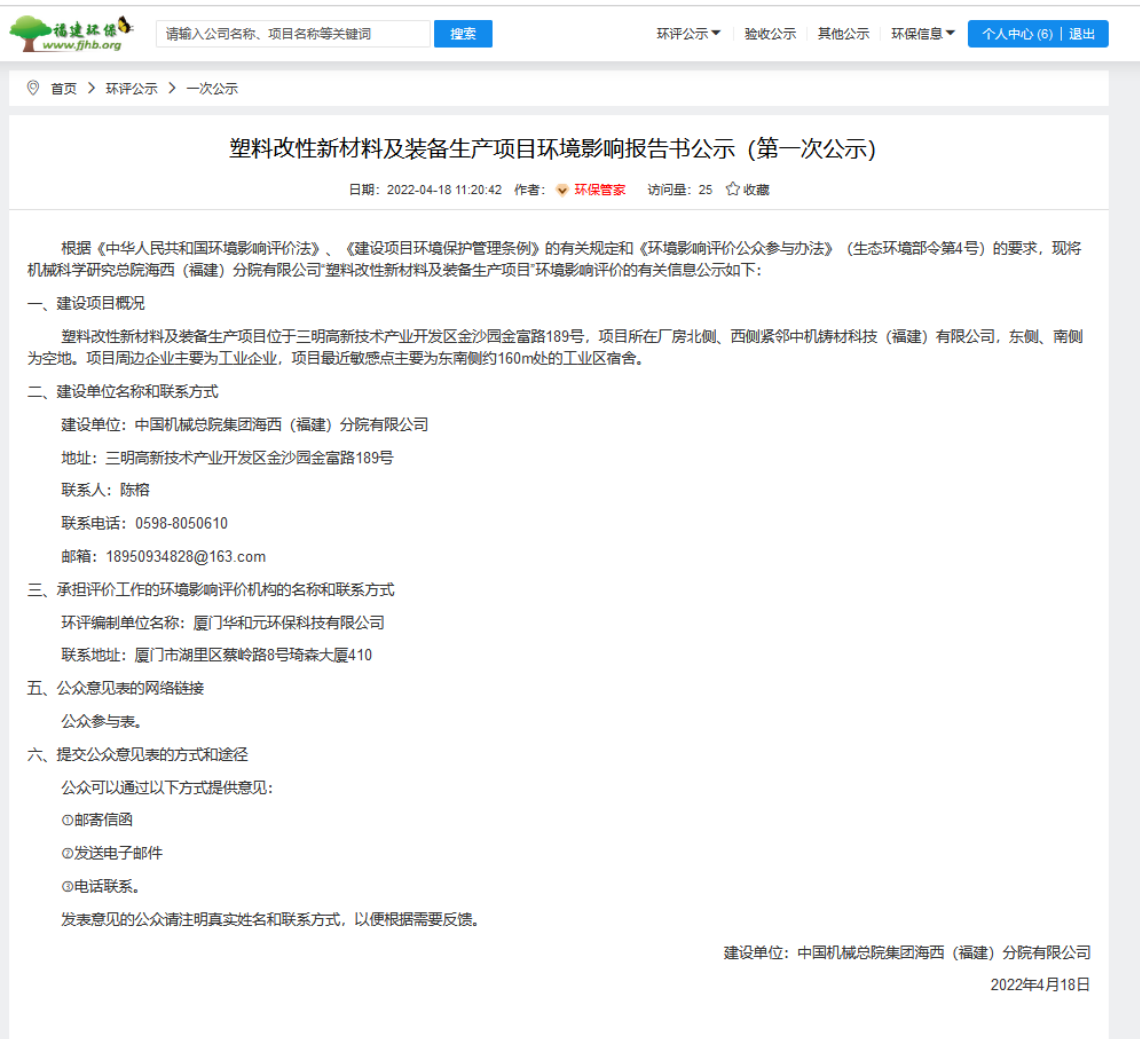 福建环保
www.fjhb.org
请输入公司名称、项目名称等关键词
搜索
环评公示
验收公示
其他公示
环保信息
个人中心 (6) | 退出
首页 > 环评公示 > 一次公示
塑料改性新材料及装备生产项目环境影响报告书公示（第一次公示）
日期：2022-04-18 11:20:42 作者： 环保管家 访问量：25 收藏
根据《中华人民共和国环境影响评价法》、《建设项目环境保护管理条例》的有关规定和《环境影响评价公众参与办法》（生态环境部令第4号）的要求，现将
机械科学研究总院海西（福建）分院有限公司“塑料改性新材料及装备生产项目”环境影响评价的有关信息公示如下：
一、建设项目概况
塑料改性新材料及装备生产项目位于三明高新技术产业开发区金沙园金富路189号，项目所在厂房北侧、西侧紧邻中机铸材科技（福建）有限公司，东侧、南侧
为空地。项目周边企业主要为工业企业，项目最近敏感点主要为东南侧约160m处的工业区宿舍。
二、建设单位名称和联系方式
建设单位：中国机械总院集团海西（福建）分院有限公司
地址：三明高新技术产业开发区金沙园金富路189号
联系人：陈榕
联系电话：0598-8050610
邮箱：18950934828@163.com
三、承担评价工作的环境影响评价机构的名称和联系方式
环评编制单位名称：厦门华和元环保科技有限公司
联系地址：厦门市湖里区蔡岭路8号琦森大厦410
五、公众意见表的网络链接
公众参与表。
六、提交公众意见表的方式和途径
公众可以通过以下方式提供意见：
①邮寄信函
②发送电子邮件
③电话联系。
发表意见的公众请注明真实姓名和联系方式，以便根据需要反馈。
建设单位：中国机械总院集团海西（福建）分院有限公司
2022年4月18日